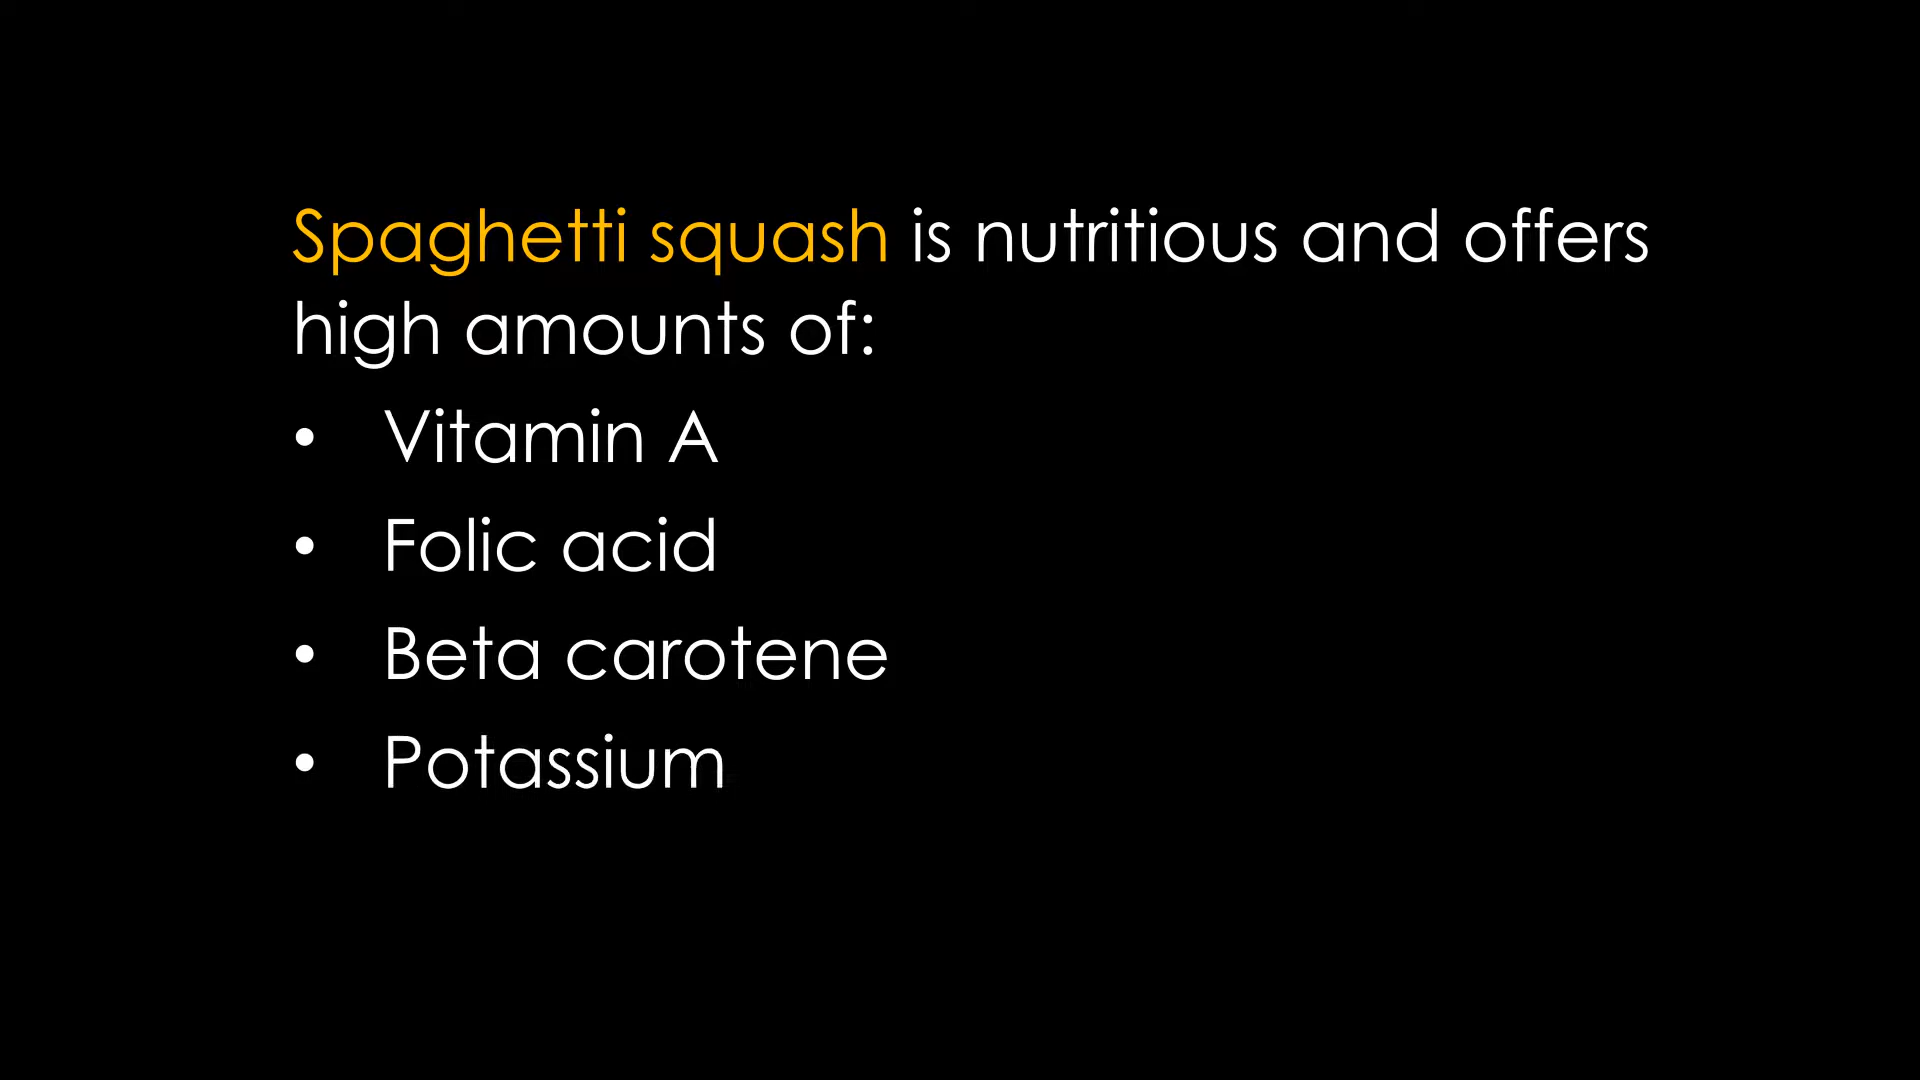 Spaghetti squash is nutritious and offers
high amounts of:
• Vitamin A
• Folic acid
• Beta carotene
• Potassium